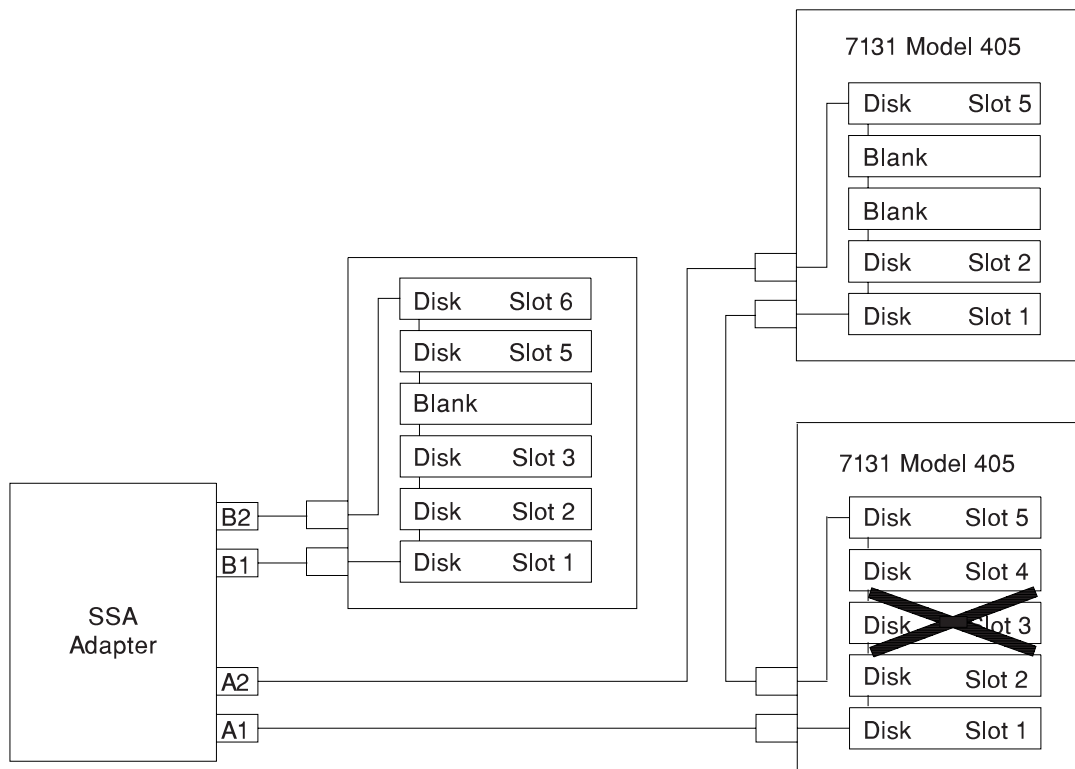 7131 Model 405
Disk Slot 5
Blank
Blank
Disk Slot 2
Disk Slot 1
Disk Slot 6
Disk Slot 5
Blank
Disk Slot 3
Disk Slot 2
Disk Slot 1
SSA
Adapter
B2
B1
A2
A1
7131 Model 405
Disk Slot 5
Disk Slot 4
Disk Slot 3
Disk Slot 2
Disk Slot 1